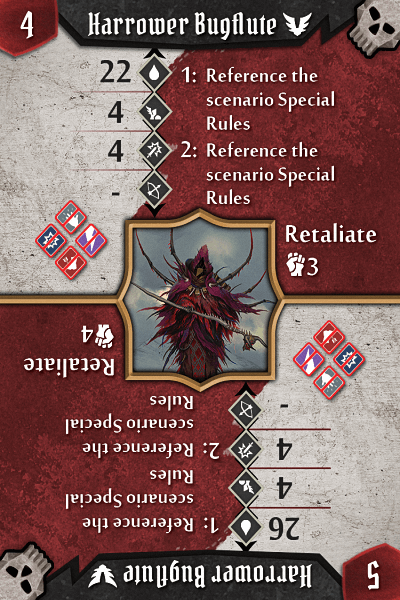 4
Harrower Bugflute
22
4
4
-
1: Reference the
scenario Special
Rules
2: Reference the
scenario Special
Rules
Retaliate
3
5
Harrower Bugflute
26
4
4
-
1: Reference the
scenario Special
Rules
2: Reference the
scenario Special
Rules
Retaliate
4